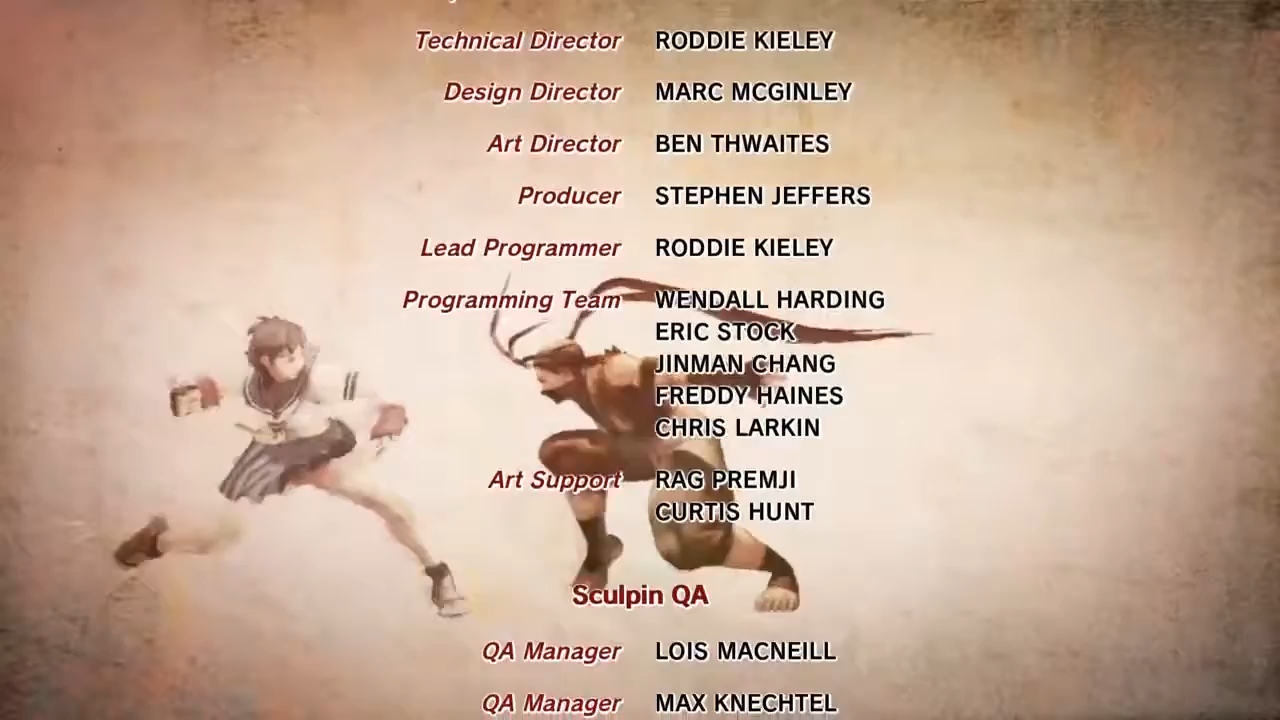 Technical Director RODDIE KIELEY
Design Director MARC MCGINLEY
Art Director BEN THWAITES
Producer STEPHEN JEFFERS
Lead Programmer RODDIE KIELEY
Programming Team WENDALL HARDING
ERIC STOCK
JINMAN CHANG
FREDDY HAINES
CHRIS LARKIN
Art Support RAG PREMJI
CURTIS HUNT
Sculpin QA
QA Manager LOIS MACNEILL
QA Manager MAX KNECHTEL